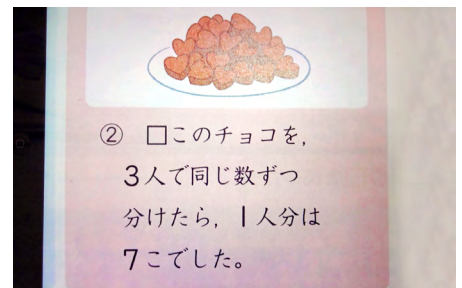 ② □このチョコを，
3人で同じ数ずつ
分けたら，1人分は
7こでした。